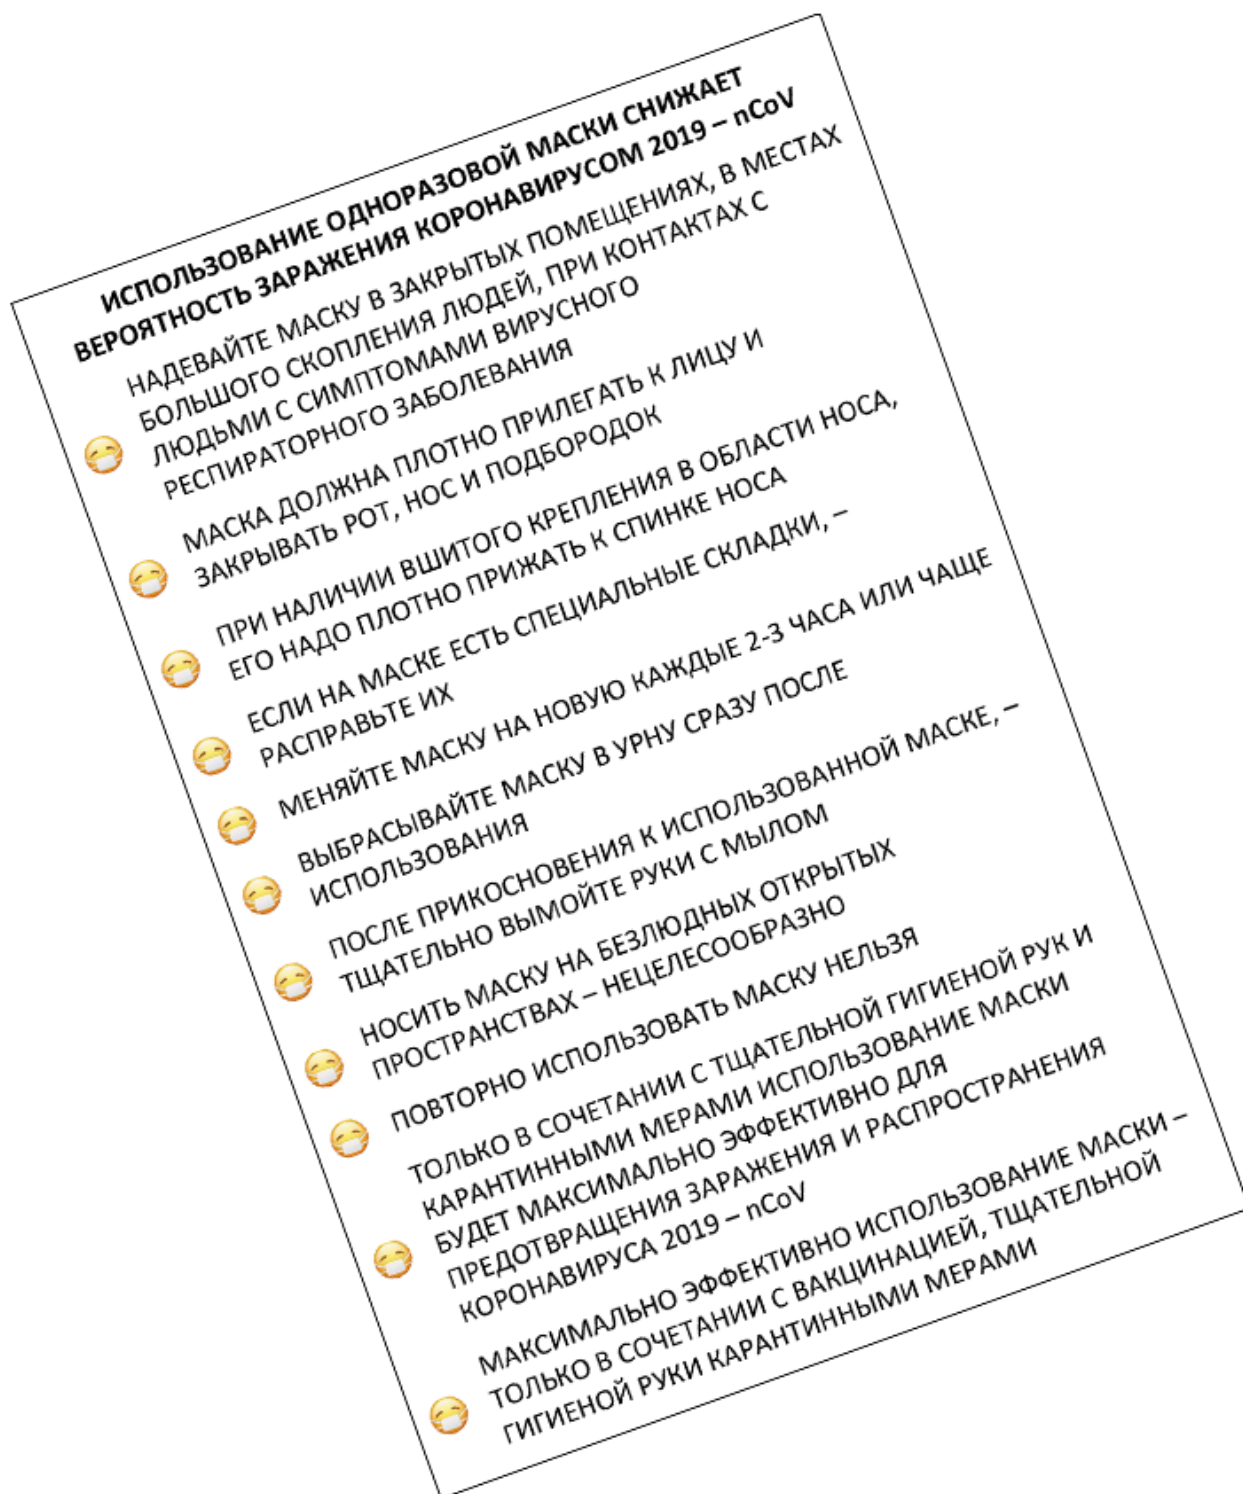 ИСПОЛЬЗОВАНИЕ ОДНОРАЗОВОЙ МАСКИ СНИЖАЕТ
ВЕРОЯТНОСТЬ ЗАРАЖЕНИЯ КОРОНАВИРУСОМ 2019 – nCoV
НАДЕВАЙТЕ МАСКУ В ЗАКРЫТЫХ ПОМЕЩЕНИЯХ, В МЕСТАХ
БОЛЬШОГО СКОПЛЕНИЯ ЛЮДЕЙ, ПРИ КОНТАКТАХ С
ЛЮДЬМИ С СИМПТОМАМИ ВИРУСНОГО
РЕСПИРАТОРНОГО ЗАБОЛЕВАНИЯ
МАСКА ДОЛЖНА ПЛОТНО ПРИЛЕГАТЬ К ЛИЦУ И
ЗАКРЫВАТЬ РОТ, НОС И ПОДБОРОДОК
ПРИ НАЛИЧИИ ВШИТОГО КРЕПЛЕНИЯ В ОБЛАСТИ НОСА,
ЕГО НАДО ПЛОТНО ПРИЖАТЬ К СПИНКЕ НОСА
ЕСЛИ НА МАСКЕ ЕСТЬ СПЕЦИАЛЬНЫЕ СКЛАДКИ, –
РАСПРАВЬТЕ ИХ
МЕНЯЙТЕ МАСКУ НА НОВУЮ КАЖДЫЕ 2-3 ЧАСА ИЛИ ЧАЩЕ
ВЫБРАСЫВАЙТЕ МАСКУ В УРНУ СРАЗУ ПОСЛЕ
ИСПОЛЬЗОВАНИЯ
ПОСЛЕ ПРИКОСНОВЕНИЯ К ИСПОЛЬЗОВАННОЙ МАСКЕ, –
ТЩАТЕЛЬНО ВЫМОЙТЕ РУКИ С МЫЛОМ
НОСИТЬ МАСКУ НА БЕЗЛЮДНЫХ ОТКРЫТЫХ
ПРОСТРАНСТВАХ – НЕЦЕЛЕСООБРАЗНО
ПОВТОРНО ИСПОЛЬЗОВАТЬ МАСКУ НЕЛЬЗЯ
ТОЛЬКО В СОЧЕТАНИИ С ТЩАТЕЛЬНОЙ ГИГИЕНОЙ РУК И
КАРАНТИННЫМИ МЕРАМИ ИСПОЛЬЗОВАНИЕ МАСКИ
БУДЕТ МАКСИМАЛЬНО ЭФФЕКТИВНО ДЛЯ
ПРЕДОТВРАЩЕНИЯ ЗАРАЖЕНИЯ И РАСПРОСТРАНЕНИЯ
КОРОНАВИРУСА 2019 – nCoV
МАКСИМАЛЬНО ЭФФЕКТИВНО ИСПОЛЬЗОВАНИЕ МАСКИ –
ТОЛЬКО В СОЧЕТАНИИ С ВАКЦИНАЦИЕЙ, ТЩАТЕЛЬНОЙ
ГИГИЕНОЙ РУКИ КАРАНТИННЫМИ МЕРАМИ